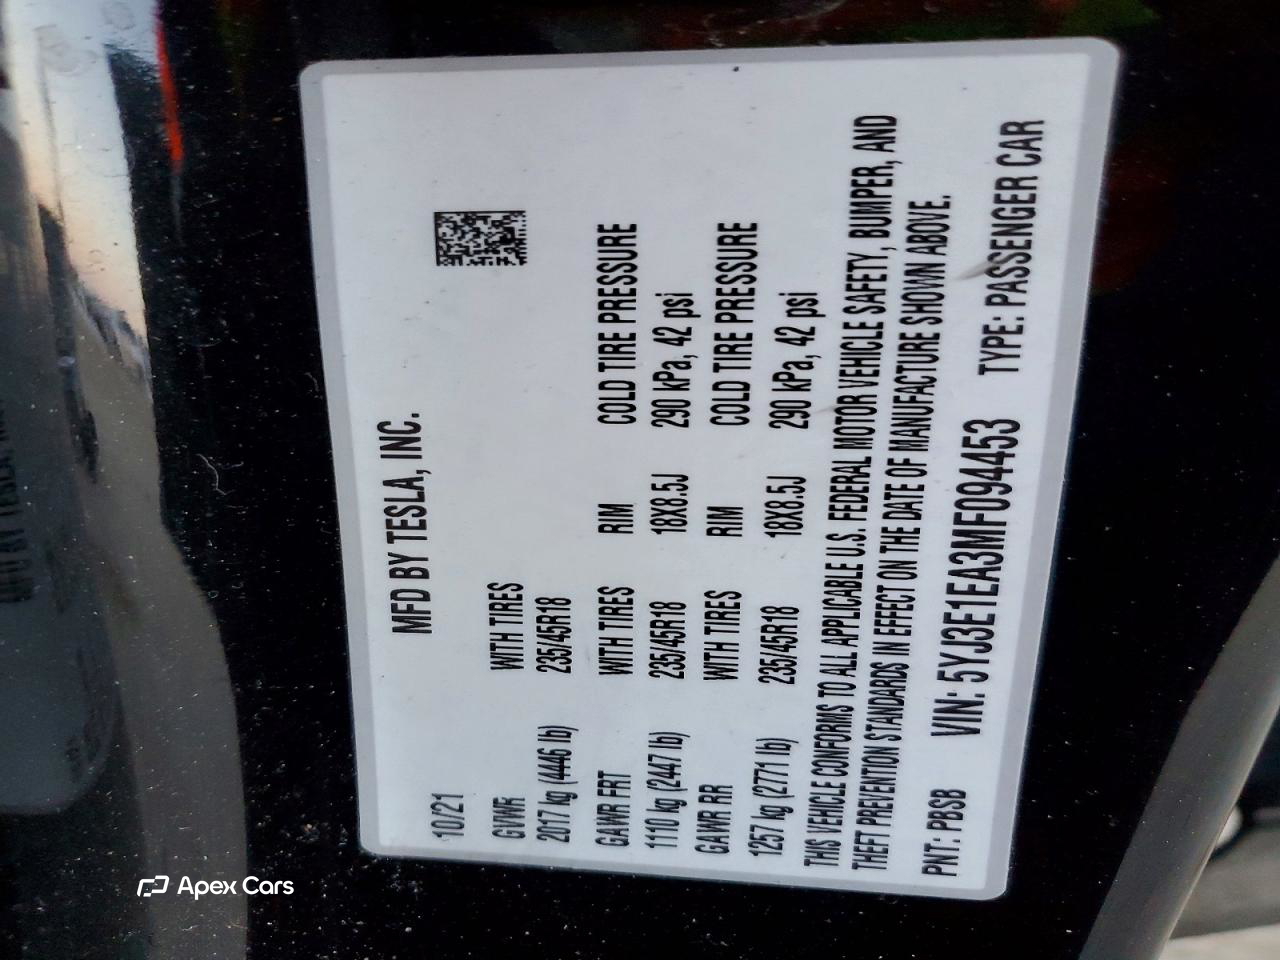 MFD BY TESLA, INC.
10/21
GVWR WITH TIRES
2017 kg (4446 lb) 235/45R18
GAWR FRT WITH TIRES RIM COLD TIRE PRESSURE
1110 kg (2447 lb) 235/45R18 18X8.5J 290 kPa, 42 psi
GAWR RR WITH TIRES RIM COLD TIRE PRESSURE
1257 kg (2771 lb) 235/45R18 18X8.5J 290 kPa, 42 psi
THIS VEHICLE CONFORMS TO ALL APPLICABLE U.S. FEDERAL MOTOR VEHICLE SAFETY, BUMPER, AND
THEFT PREVENTION STANDARDS IN EFFECT ON THE DATE OF MANUFACTURE SHOWN ABOVE.
PNT: PBSB VIN: 5YJ3E1EA3MF094453 TYPE: PASSENGER CAR
Apex Cars